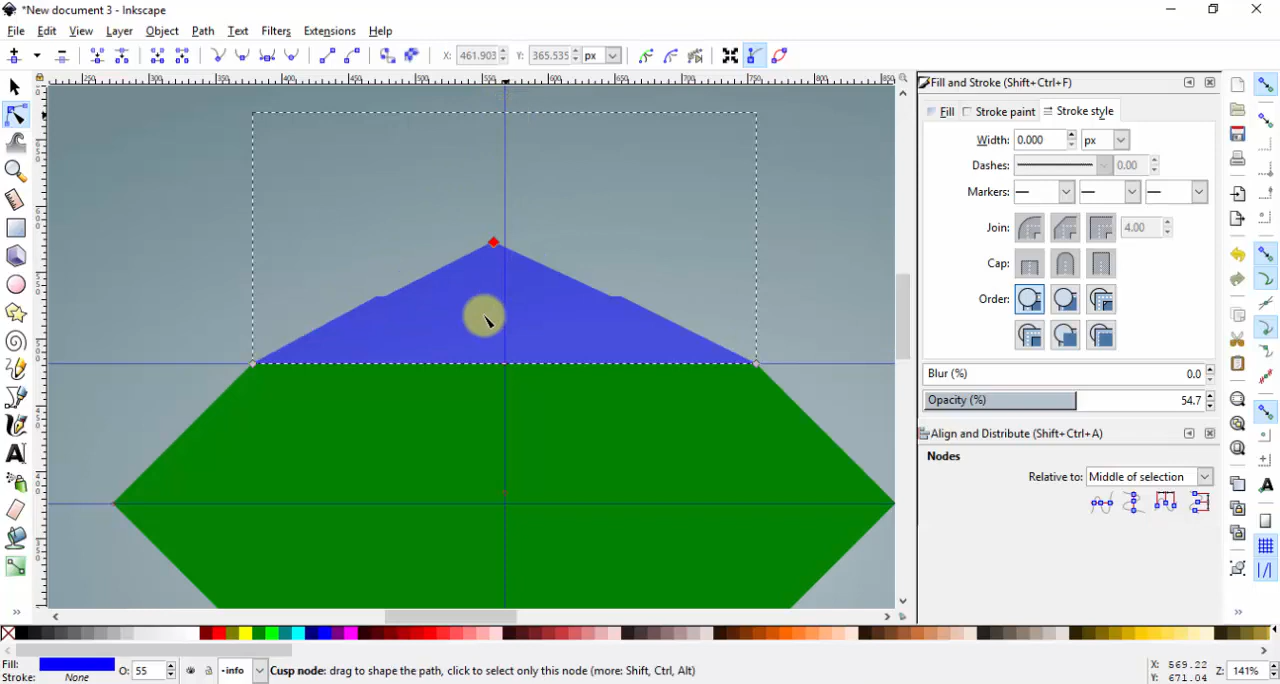 *New document 3 - Inkscape
File Edit View Layer Object Path Text Filters Extensions Help
X: 461.903 Y: 365.535 px
Fill and Stroke (Shift+Ctrl+F)
Fill Stroke paint Stroke style
Width: 0.000 px
Dashes: 0.00
Markers:
Join: 4.00
Cap:
Order:
Blur (%) 0.0
Opacity (%) 54.7
Align and Distribute (Shift+Ctrl+A)
Nodes
Relative to: Middle of selection
Fill:
Stroke: None
O: 55
-info
Cusp node: drag to shape the path, click to select only this node (more: Shift, Ctrl, Alt)
X: 569.22
Y: 671.04
Z: 141%